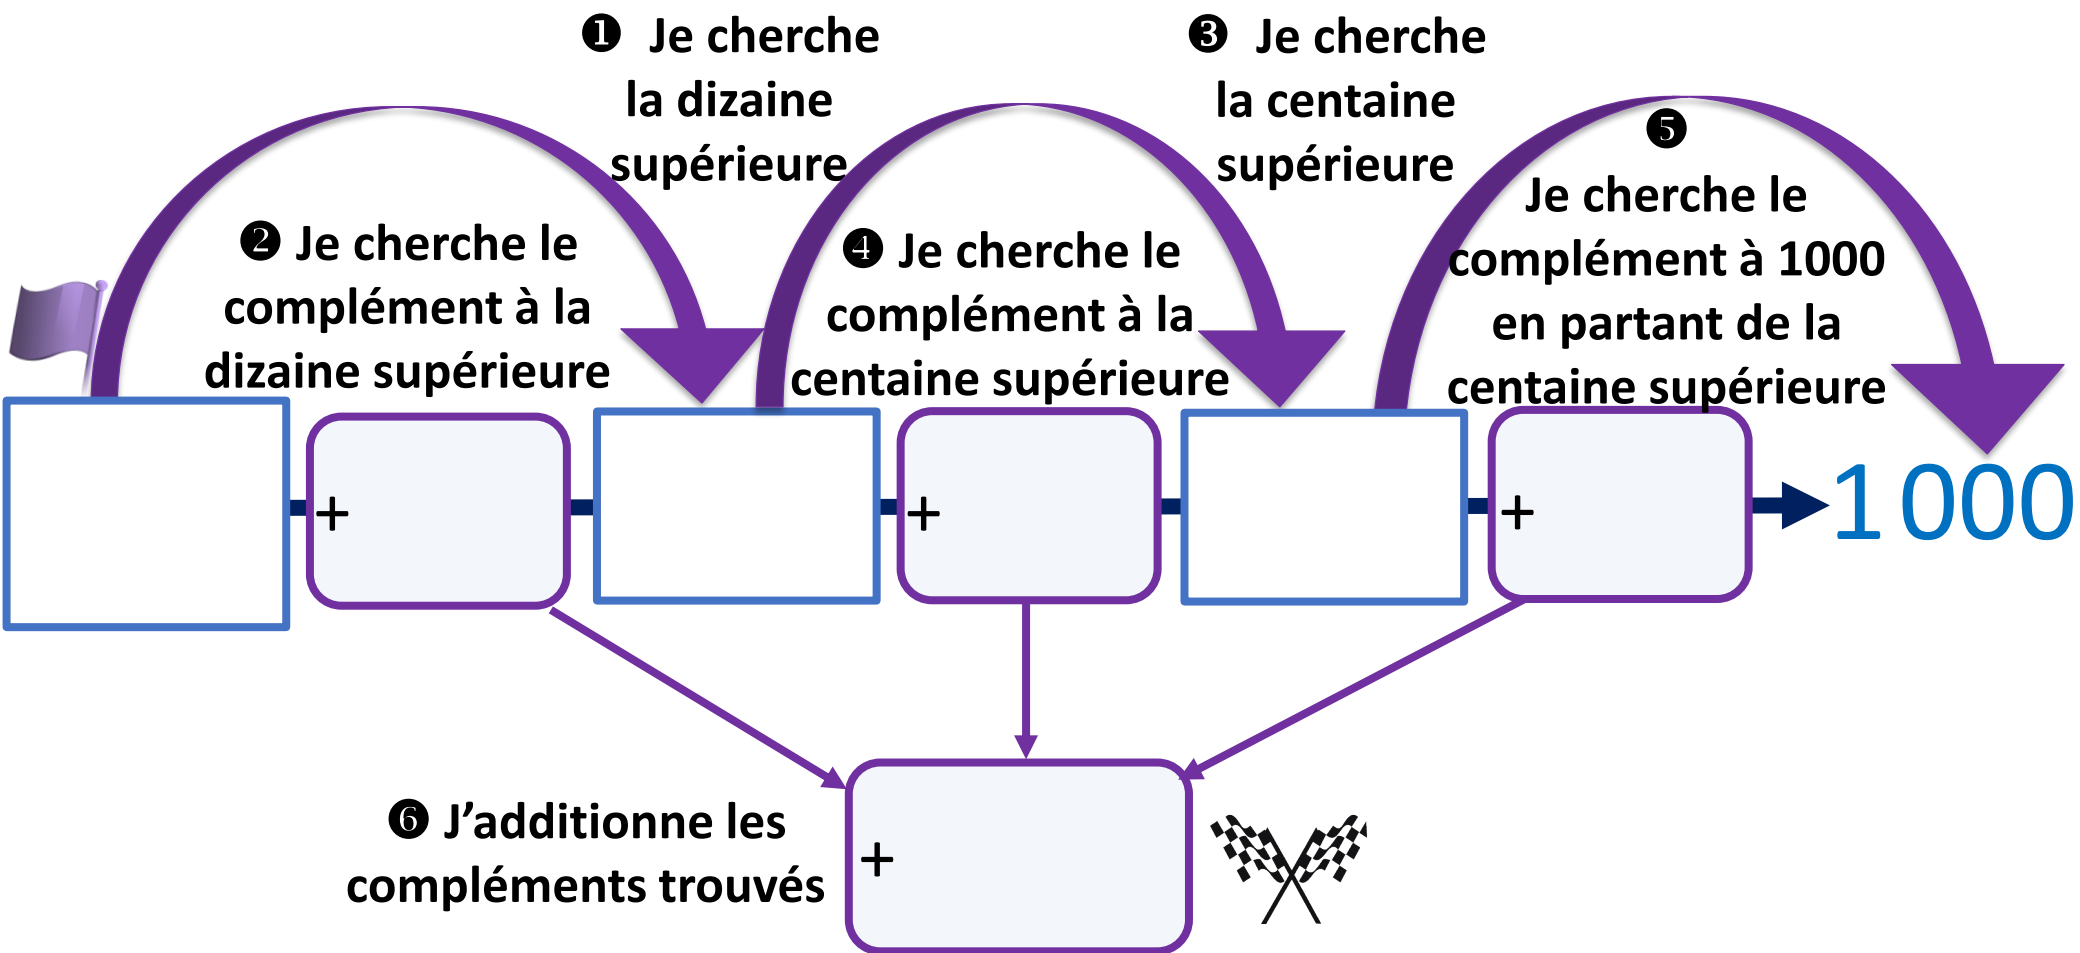 ❶ Je cherche
la dizaine
supérieure
❷ Je cherche le
complément à la
dizaine supérieure
❸ Je cherche
la centaine
supérieure
❹ Je cherche le
complément à la
centaine supérieure
❺
Je cherche le
complément à 1000
en partant de la
centaine supérieure
+
+
+
1 000
❻ J’additionne les
compléments trouvés
+